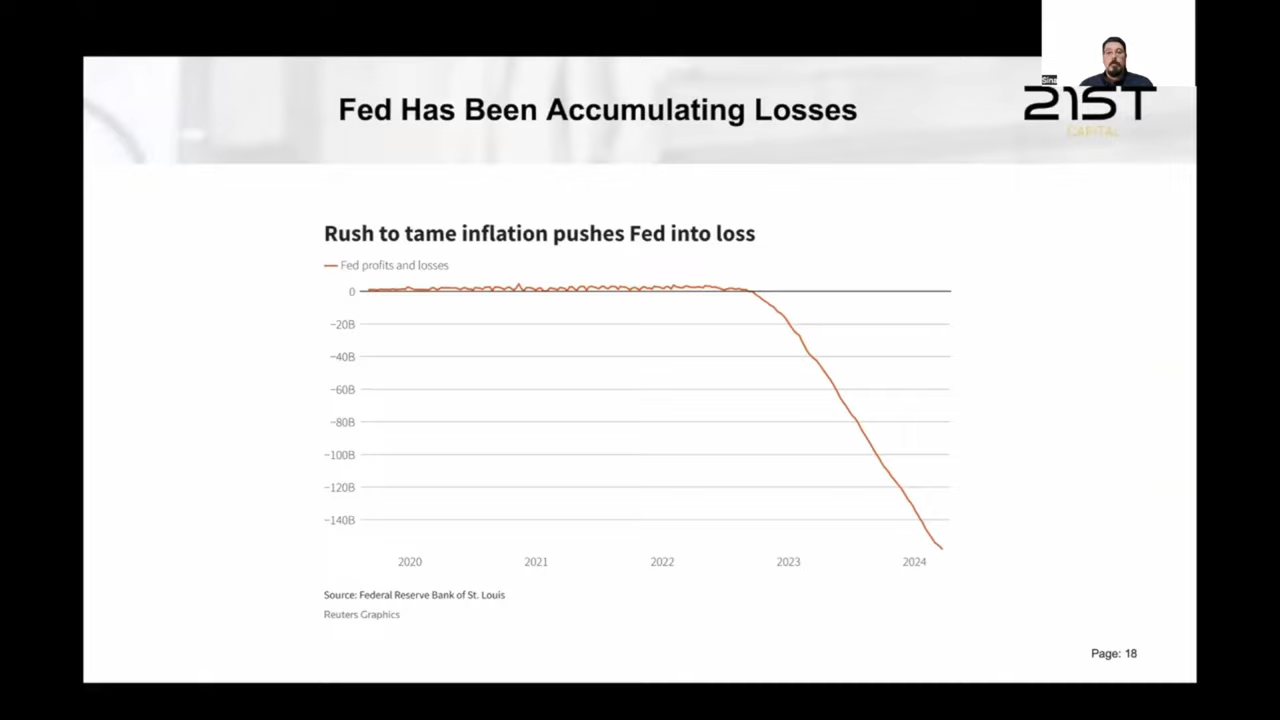 Sina
21ST
CAPITAL
Fed Has Been Accumulating Losses
Rush to tame inflation pushes Fed into loss
Fed profits and losses
0
−20B
−40B
−60B
−80B
−100B
−120B
−140B
2020 2021 2022 2023 2024
Source: Federal Reserve Bank of St. Louis
Reuters Graphics
Page: 18